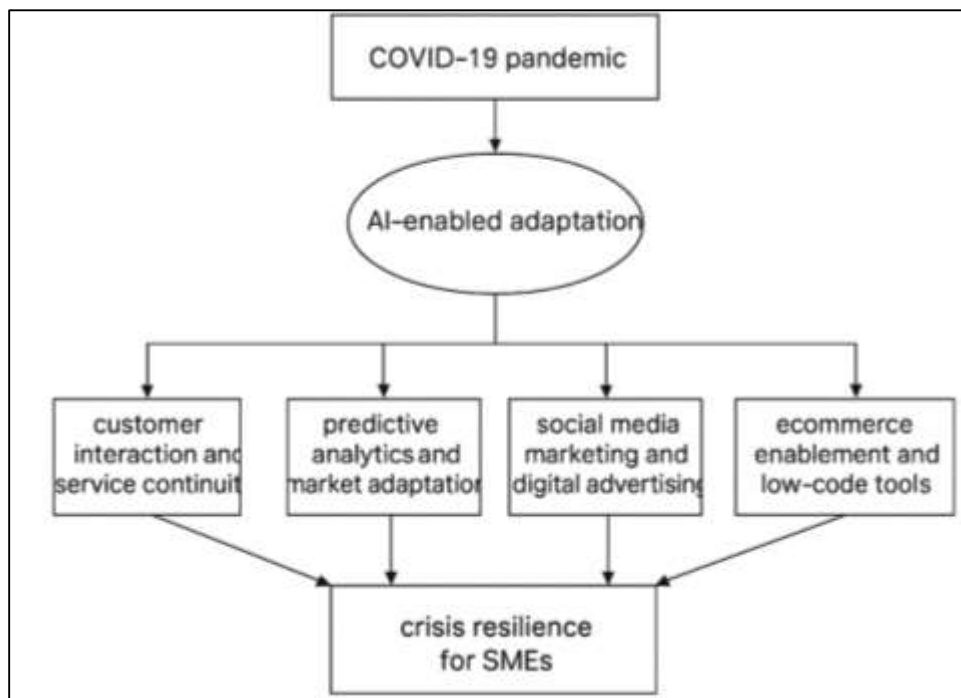 COVID-19 pandemic
AI-enabled adaptation
customer
interaction and
service continuit
predictive
analytics and
market adaptation
social media
marketing and
digital advertising
ecommerce
enablement and
low-code tools
crisis resilience
for SMEs